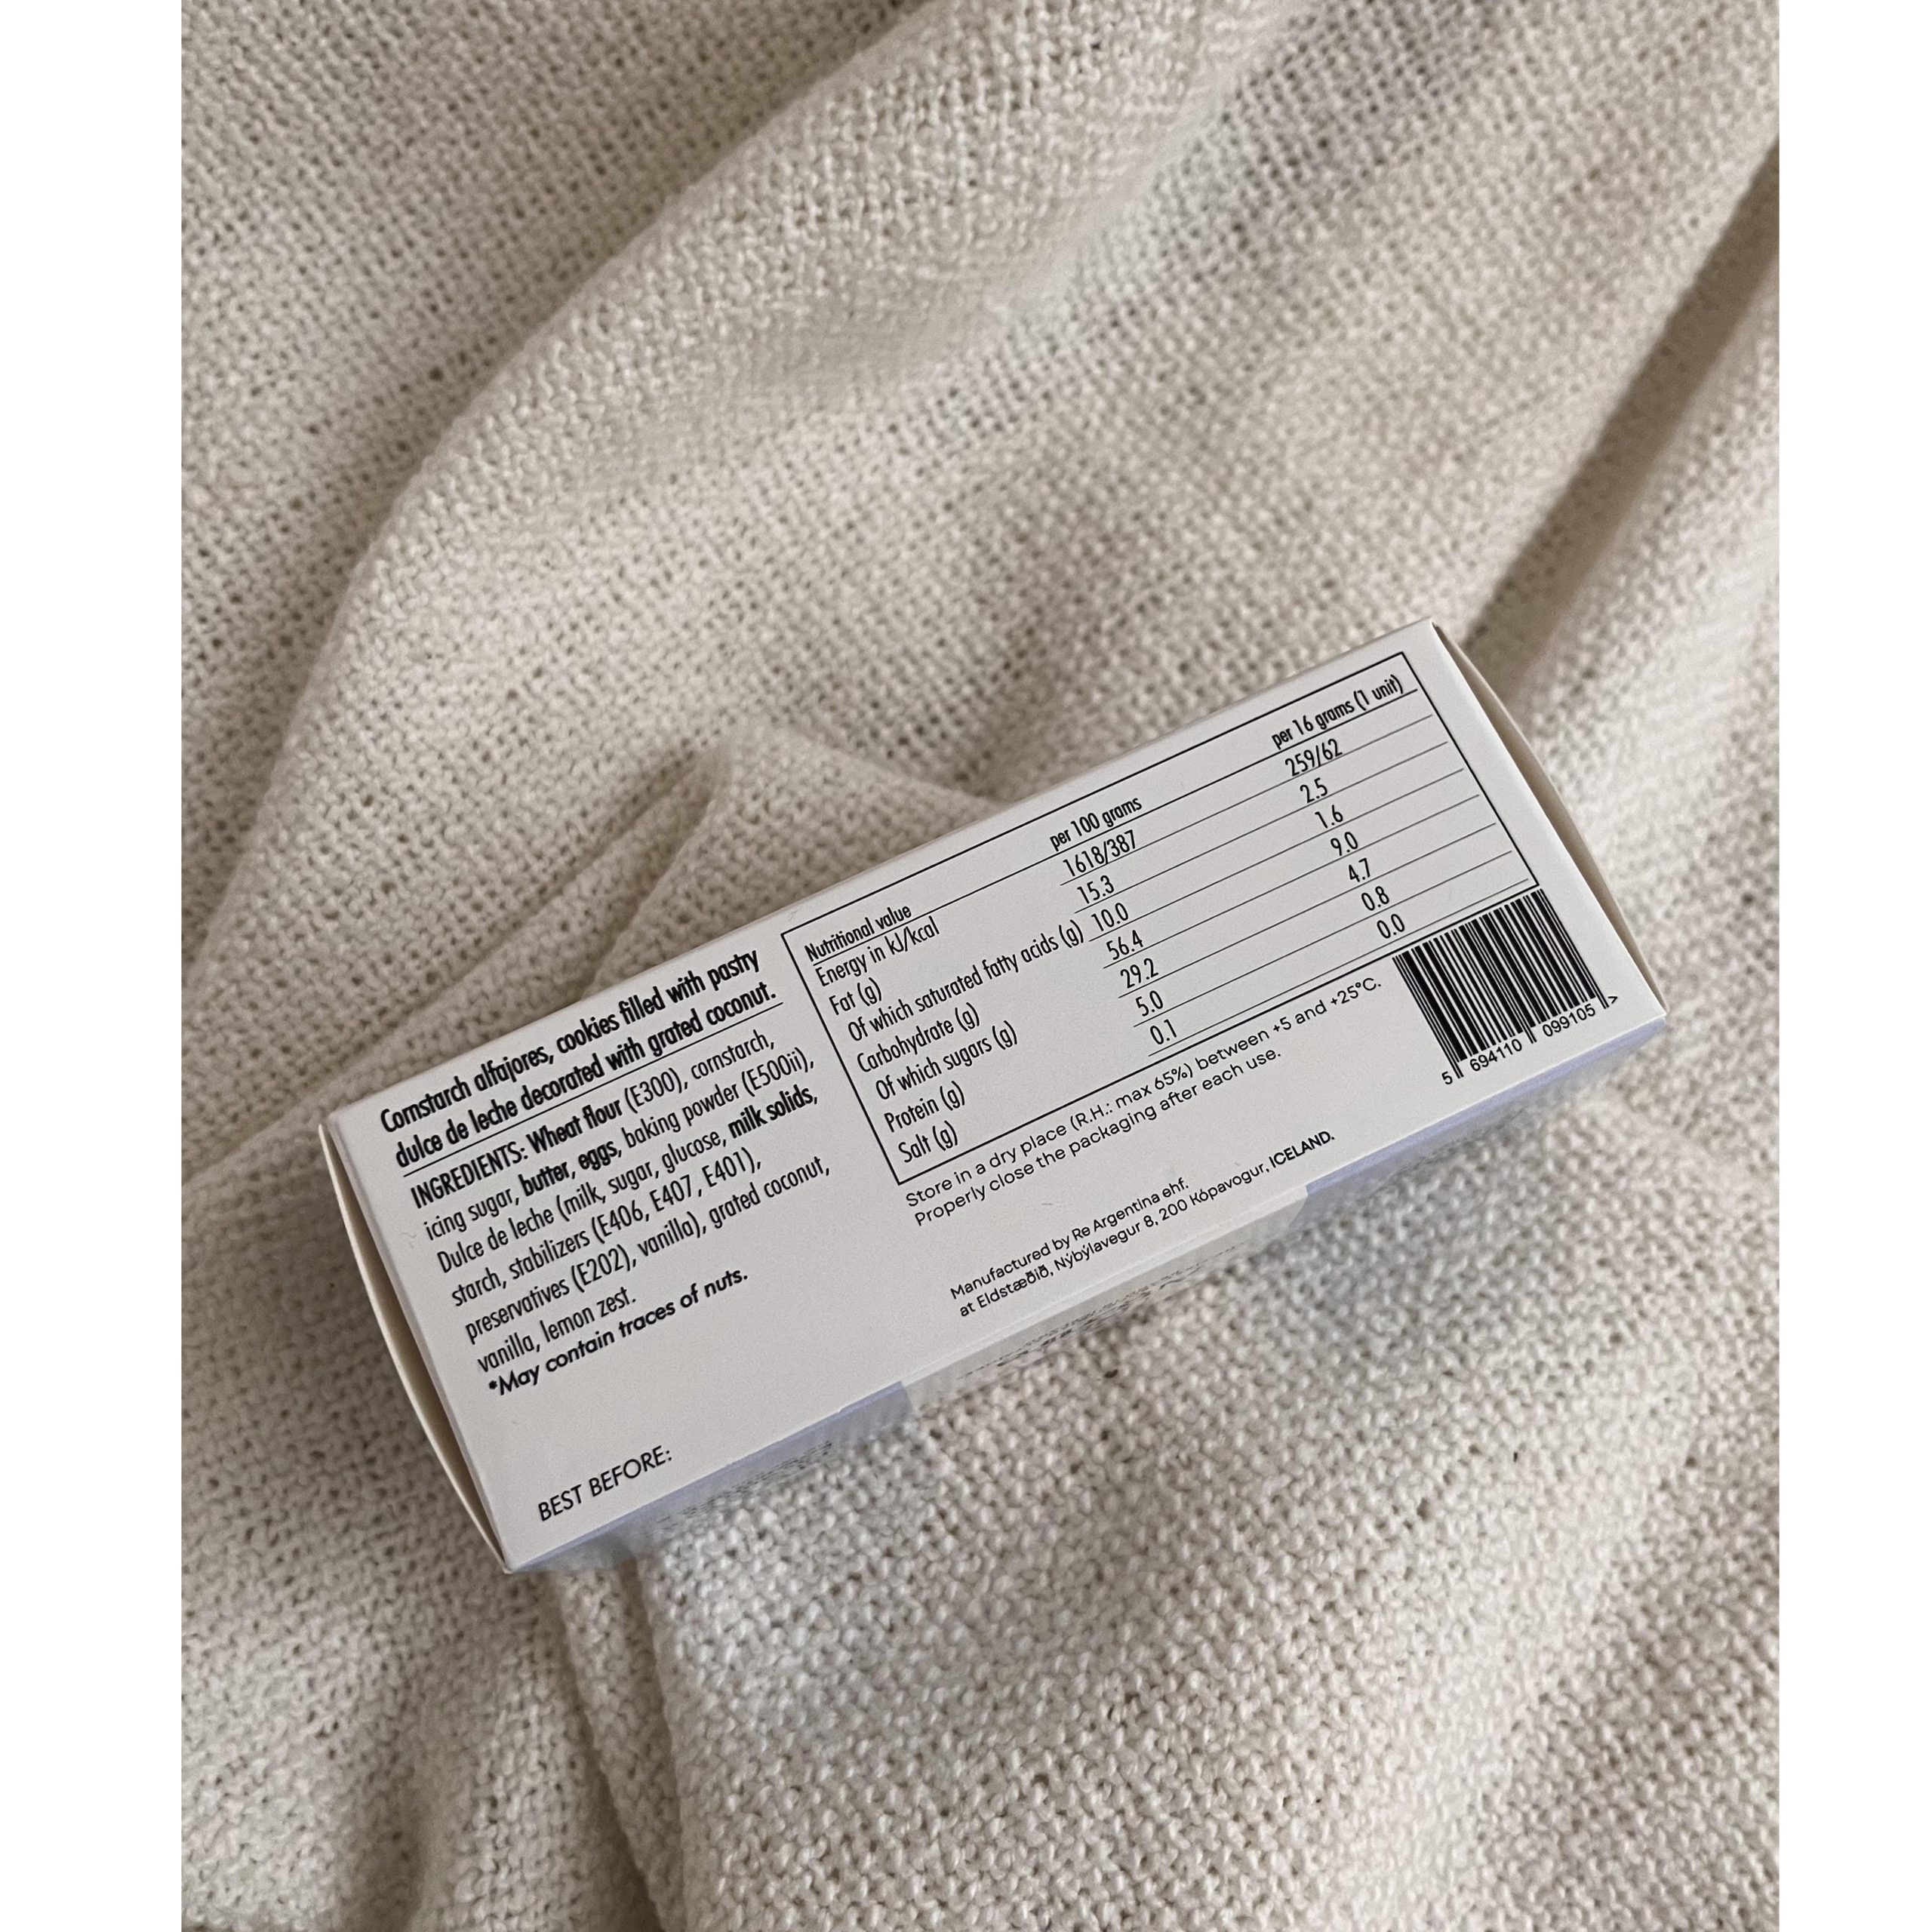 Cornstarch alfajores, cookies filled with pastry
dulce de leche decorated with grated coconut.
INGREDIENTS: Wheat flour (E300), cornstarch,
icing sugar, butter, eggs, baking powder (E500ii),
Dulce de leche (milk, sugar, glucose, milk solids,
starch, stabilizers (E406, E407, E401),
preservatives (E202), vanilla), grated coconut,
vanilla, lemon zest.
*May contain traces of nuts.
BEST BEFORE:
Nutritional value per 100 grams per 16 grams (1 unit)
Energy in kJ/kcal 1618/387 259/62
Fat (g) 15.3 2.5
Of which saturated fatty acids (g) 10.0 1.6
Carbohydrate (g) 56.4 9.0
Of which sugars (g) 29.2 4.7
Protein (g) 5.0 0.8
Salt (g) 0.1 0.0
Store in a dry place (R.H.: max 65%) between +5 and +25°C.
Properly close the packaging after each use.
Manufactured by Re Argentina ehf.
at Eldstæðið, Nýbýlavegur 8, 200 Kópavogur, ICELAND.
5 694110 099105 >